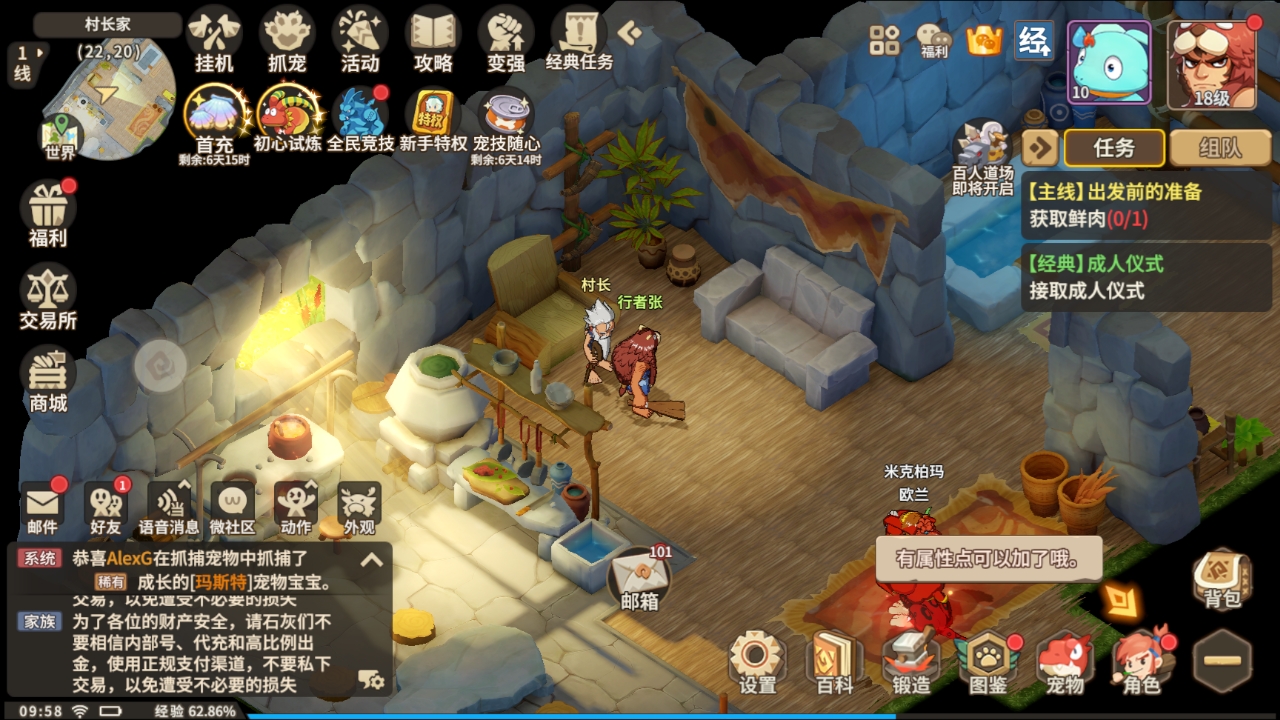 村长家
(22,20)
1
线
世界
挂机
抓宠
活动
攻略
变强
经典任务
首充
剩余:6天15时
初心试炼
全民竞技
特权
新手特权
宠技随心
剩余:6天14时
福利
经
10
18级
百人道场
即将开启
任务
组队
【主线】出发前的准备
获取鲜肉(0/1)
【经典】成人仪式
接取成人仪式
福利
交易所
商城
村长
行者张
米克柏玛
欧兰
有属性点可以加了哦。
邮件
1
好友
语音消息
微社区
动作
外观
系统 恭喜AlexG在抓捕宠物中抓捕了
稀有 成长的[玛斯特]宠物宝宝。
交易，以免遭受不必要的损失
家族 为了各位的财产安全，请石灰们不
要相信内部号、代充和高比例出
金，使用正规支付渠道，不要私下
交易，以免遭受不必要的损失
101
邮箱
背包
设置
百科
锻造
图鉴
宠物
角色
09:58
经验 62.86%